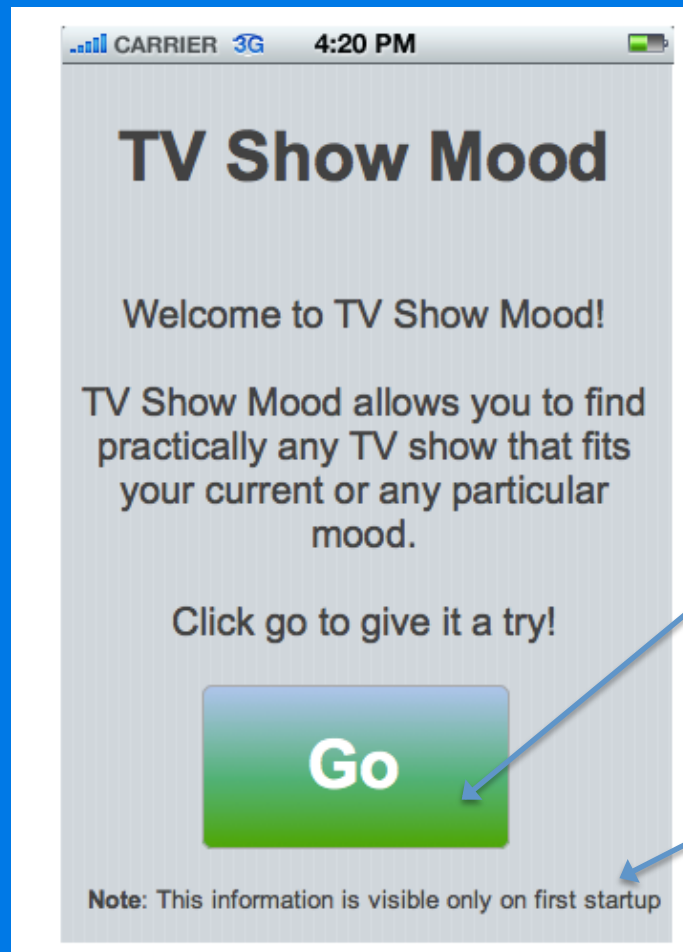 CARRIER 3G 4:20 PM
TV Show Mood
Welcome to TV Show Mood!
TV Show Mood allows you to find
practically any TV show that fits
your current or any particular
mood.
Click go to give it a try!
Go
Note: This information is visible only on first startup